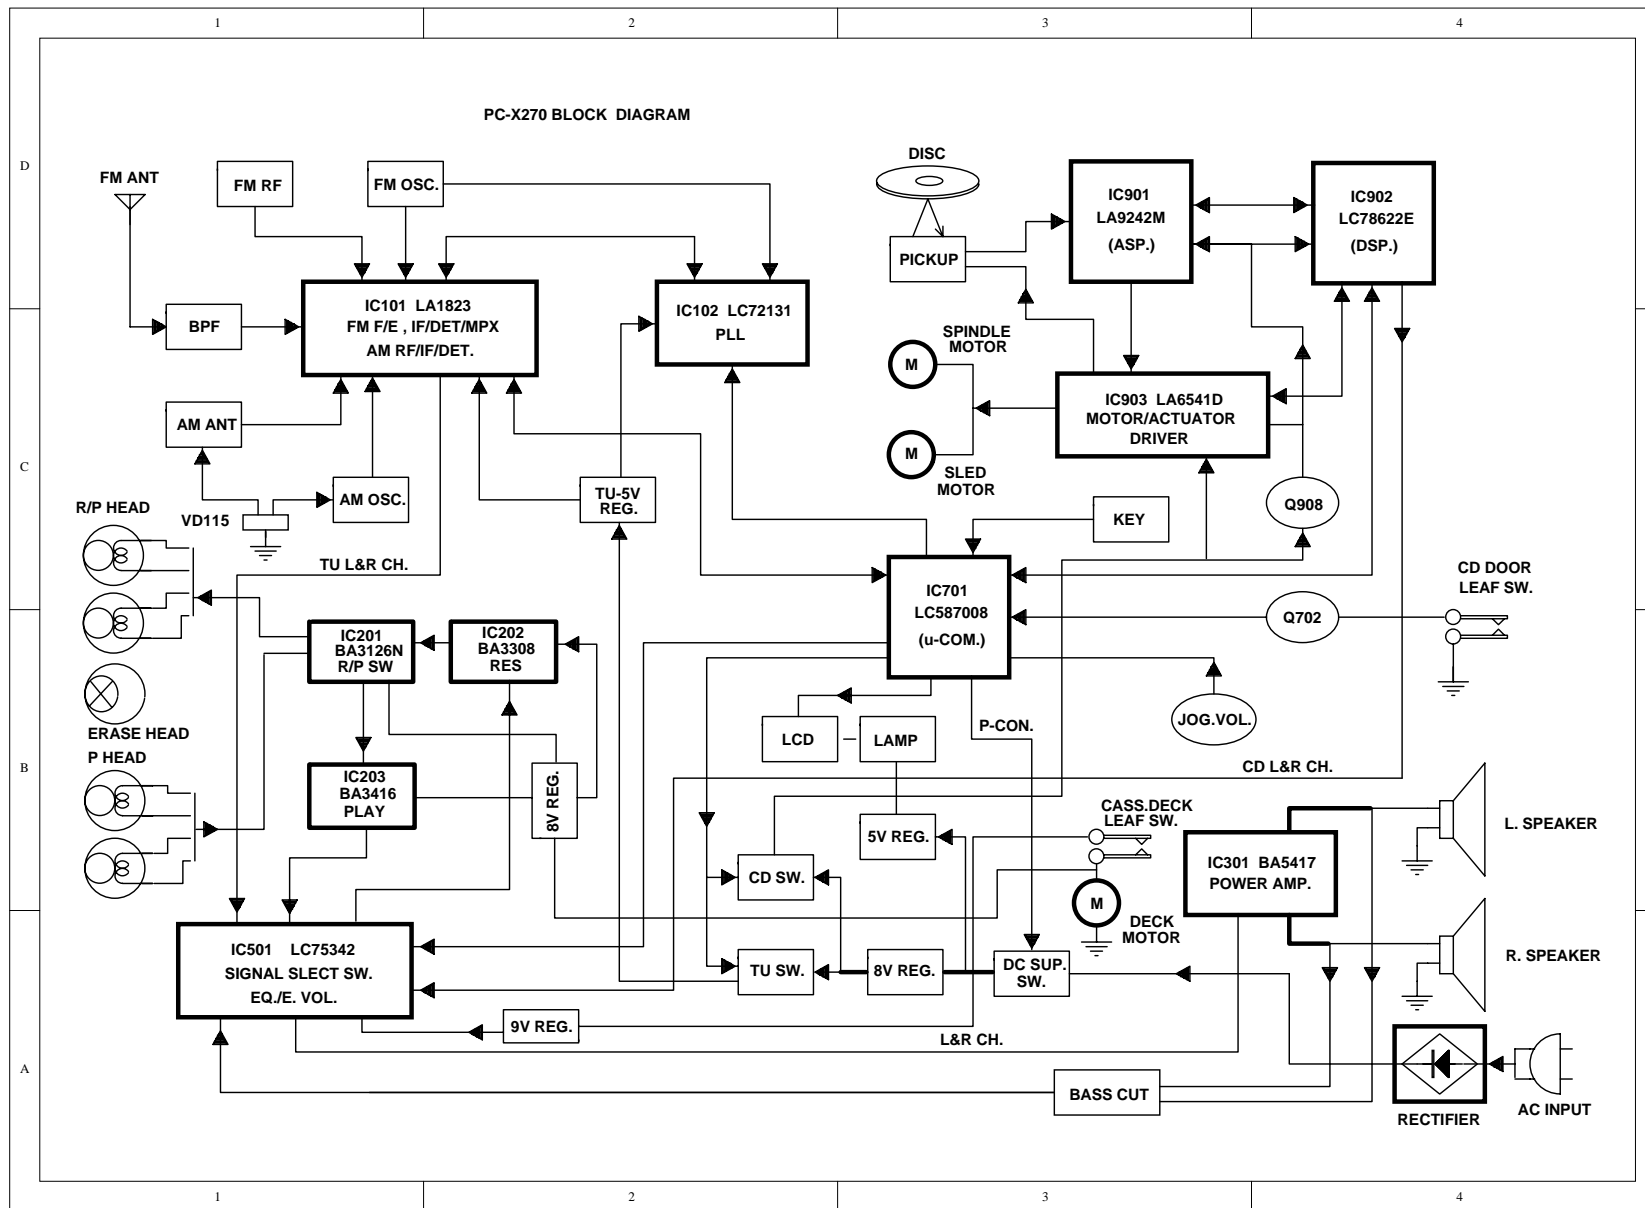 1 2 3 4
PC-X270 BLOCK DIAGRAM
D
FM ANT
FM RF
FM OSC.
DISC
IC901
LA9242M
(ASP.)
IC902
LC78622E
(DSP.)
PICKUP
BPF
IC101 LA1823
FM F/E , IF/DET/MPX
AM RF/IF/DET.
IC102 LC72131
PLL
SPINDLE
MOTOR
M
IC903 LA6541D
MOTOR/ACTUATOR
DRIVER
AM ANT
M
SLED
MOTOR
C
C
AM OSC.
VD115
R/P HEAD
TU-5V
REG.
KEY
Q908
TU L&R CH.
IC701
LC587008
(u-COM.)
CD DOOR
LEAF SW.
Q702
IC201
BA3126N
R/P SW
IC202
BA3308
RES
ERASE HEAD
P HEAD
LCD
LAMP
P-CON.
JOG.VOL.
B
B
D
IC203
BA3416
PLAY
8V REG.
CD L&R CH.
5V REG.
CASS.DECK
LEAF SW.
L. SPEAKER
CD SW.
IC301 BA5417
POWER AMP.
M
DECK
MOTOR
IC501 LC75342
SIGNAL SLECT SW.
EQ./E. VOL.
TU SW.
8V REG.
DC SUP.
SW.
R. SPEAKER
9V REG.
L&R CH.
A
A
BASS CUT
RECTIFIER
AC INPUT
1 2 3 4